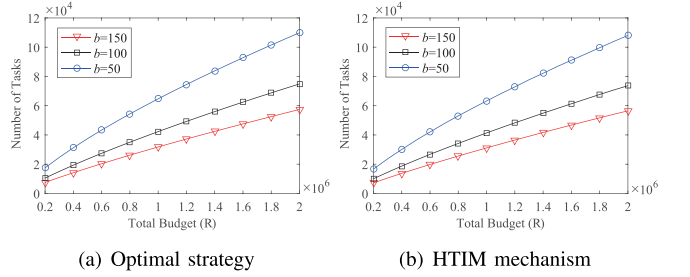 ×10⁴
12
10
8
6
4
2
0
Number of Tasks
b=150
b=100
b=50
0.2 0.4 0.6 0.8 1 1.2 1.4 1.6 1.8 2
×10⁶
Total Budget (R)
(a) Optimal strategy
×10⁴
12
10
8
6
4
2
0
Number of Tasks
b=150
b=100
b=50
0.2 0.4 0.6 0.8 1 1.2 1.4 1.6 1.8 2
×10⁶
Total Budget (R)
(b) HTIM mechanism